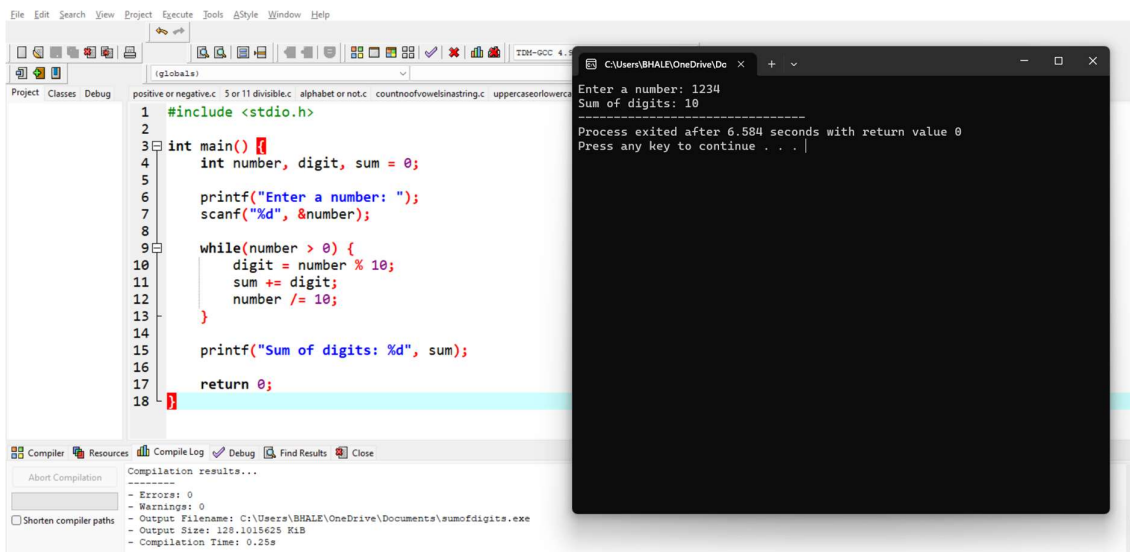 File Edit Search View Project Execute Tools AStyle Window Help
TDM-GCC 4.9
(globals)
Project Classes Debug
positive or negative.c 5 or 11 divisible.c alphabet or not.c countnoofvowelsinastring.c uppercaseorlowerca
1 #include <stdio.h>
2
3 int main() {
4 int number, digit, sum = 0;
5
6 printf("Enter a number: ");
7 scanf("%d", &number);
8
9 while(number > 0) {
10 digit = number % 10;
11 sum += digit;
12 number /= 10;
13 }
14
15 printf("Sum of digits: %d", sum);
16
17 return 0;
18 }
C:\Users\BHALE\OneDrive\Do
Enter a number: 1234
Sum of digits: 10
--------------------------------
Process exited after 6.584 seconds with return value 0
Press any key to continue . . .
Compiler Resources Compile Log Debug Find Results Close
Abort Compilation
Shorten compiler paths
Compilation results...
--------
- Errors: 0
- Warnings: 0
- Output Filename: C:\Users\BHALE\OneDrive\Documents\sumofdigits.exe
- Output Size: 128.1015625 KiB
- Compilation Time: 0.25s